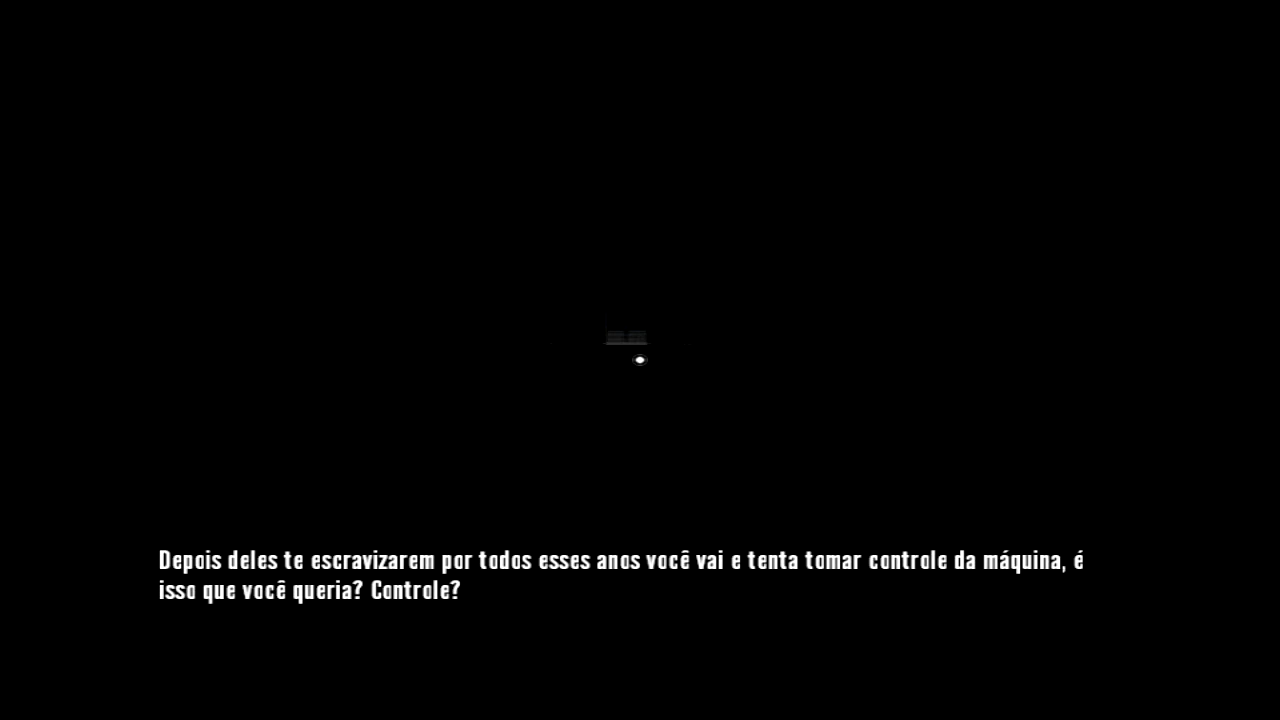 Depois deles te escravizarem por todos esses anos você vai e tenta tomar controle da máquina, é
isso que você queria? Controle?